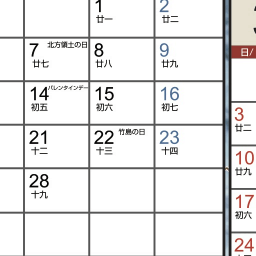 1 2
廿一 廿二
7 北方領土の日 8 9
廿七 廿八 廿九
14 バレンタインデー 15 16
初五 初六 初七
21 22 竹島の日 23
十二 十三 十四
28
十九
日/
3
廿二
10
廿九
17
初六
24